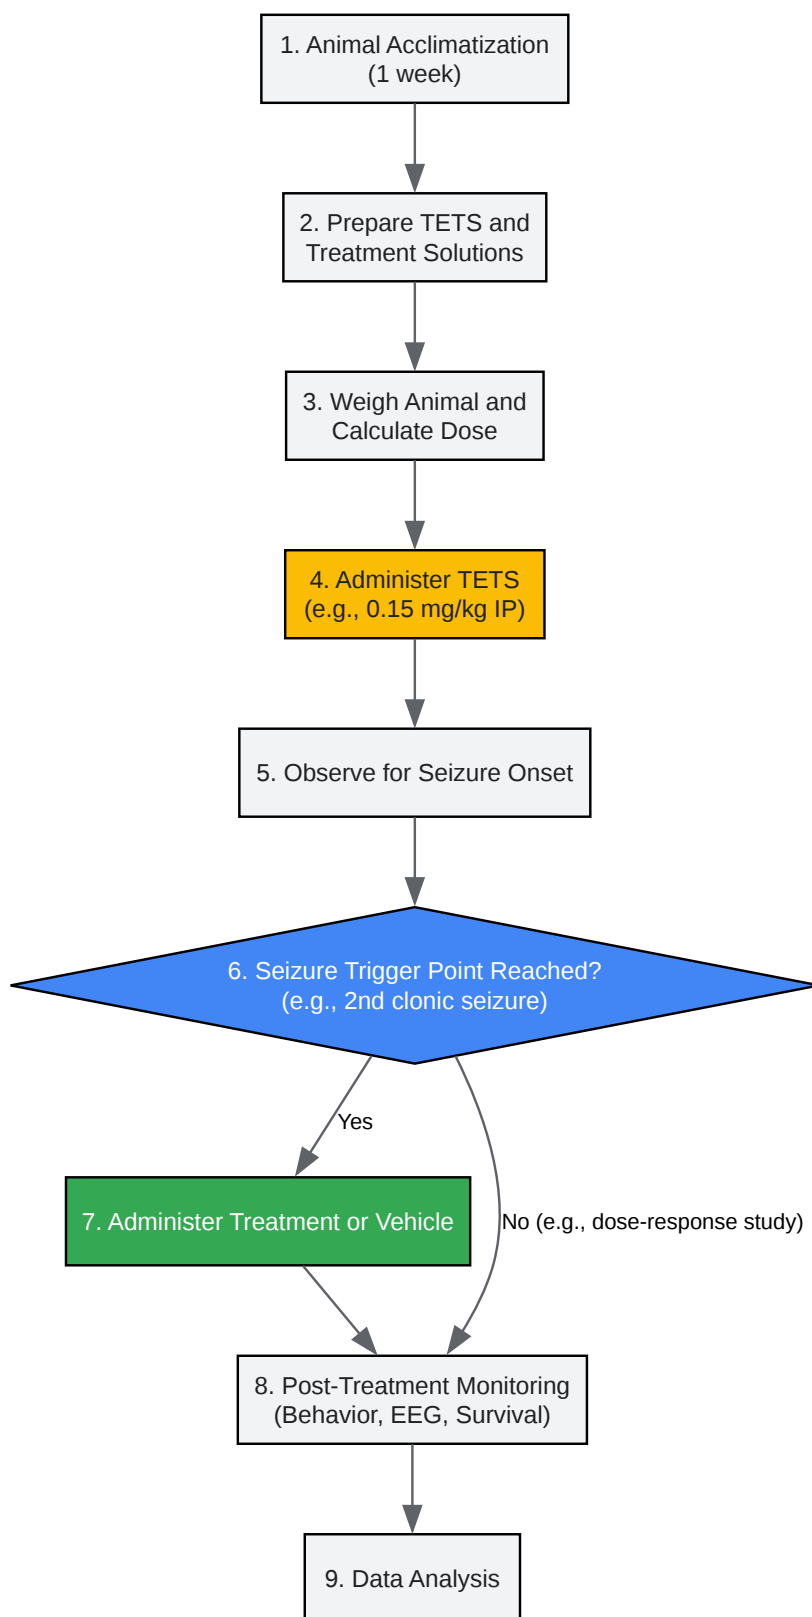 1. Animal Acclimatization
(1 week)
2. Prepare TETS and
Treatment Solutions
3. Weigh Animal and
Calculate Dose
4. Administer TETS
(e.g., 0.15 mg/kg IP)
5. Observe for Seizure Onset
6. Seizure Trigger Point Reached?
(e.g., 2nd clonic seizure)
Yes
7. Administer Treatment or Vehicle
No (e.g., dose-response study)
8. Post-Treatment Monitoring
(Behavior, EEG, Survival)
9. Data Analysis